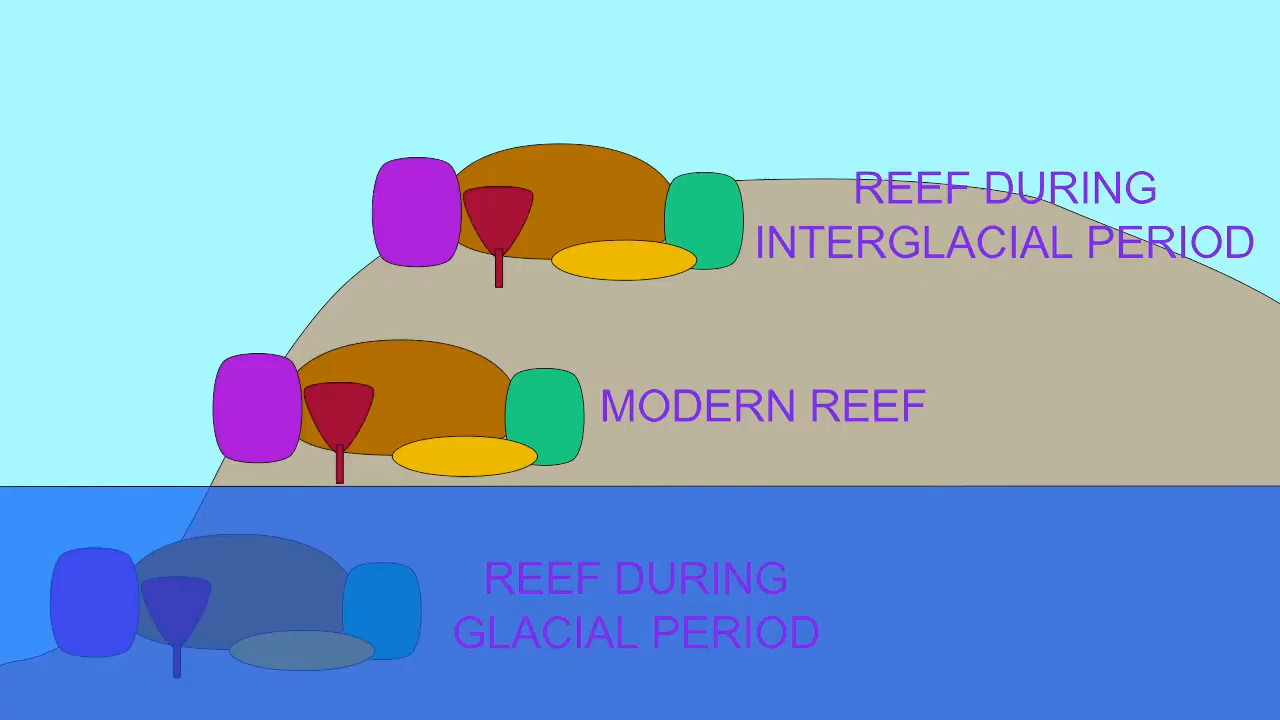 REEF DURING
INTERGLACIAL PERIOD
MODERN REEF
REEF DURING
GLACIAL PERIOD